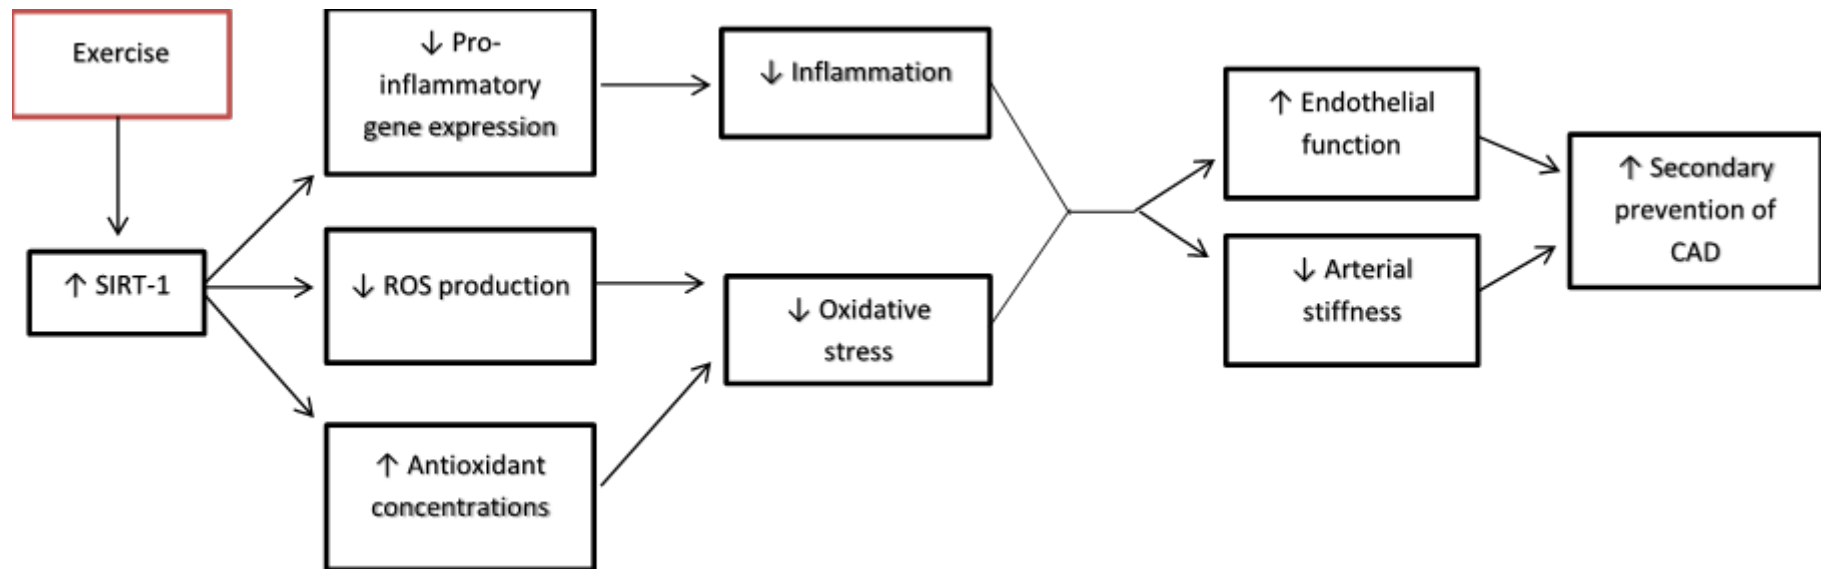 Exercise
↑ SIRT-1
↓ Pro-
inflammatory
gene expression
↓ ROS production
↑ Antioxidant
concentrations
↓ Inflammation
↓ Oxidative
stress
↑ Endothelial
function
↓ Arterial
stiffness
↑ Secondary
prevention of
CAD